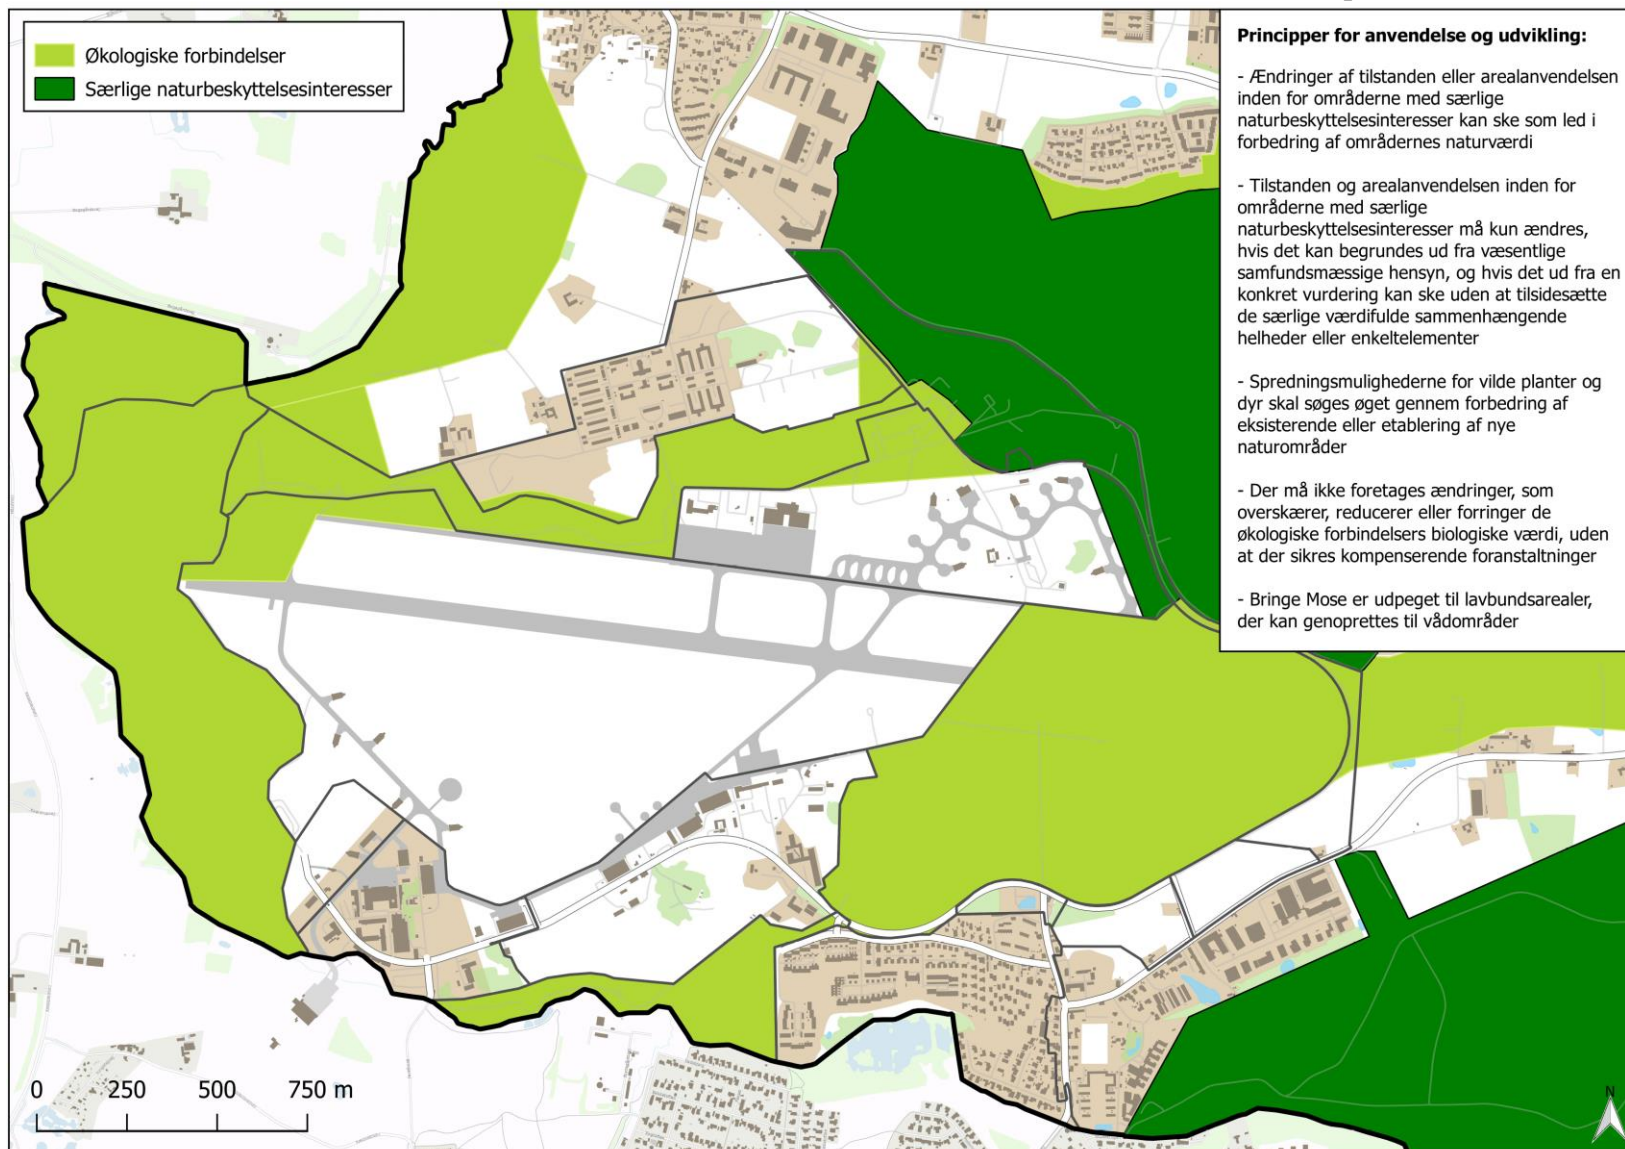 Økologiske forbindelser
Særlige naturbeskyttelsesinteresser
Principper for anvendelse og udvikling:
- Ændringer af tilstanden eller arealanvendelsen
inden for områderne med særlige
naturbeskyttelsesinteresser kan ske som led i
forbedring af områdernes naturværdi
- Tilstanden og arealanvendelsen inden for
områderne med særlige
naturbeskyttelsesinteresser må kun ændres,
hvis det kan begrundes ud fra væsentlige
samfundsmæssige hensyn, og hvis det ud fra en
konkret vurdering kan ske uden at tilsidesætte
de særlige værdifulde sammenhængende
helheder eller enkeltelementer
- Spredningsmulighederne for vilde planter og
dyr skal søges øget gennem forbedring af
eksisterende eller etablering af nye
naturområder
- Der må ikke foretages ændringer, som
overskærer, reducerer eller forringer de
økologiske forbindelsers biologiske værdi, uden
at der sikres kompenserende foranstaltninger
- Bringe Mose er udpeget til lavbundsarealer,
der kan genoprettes til vådområder
0 250 500 750 m
N